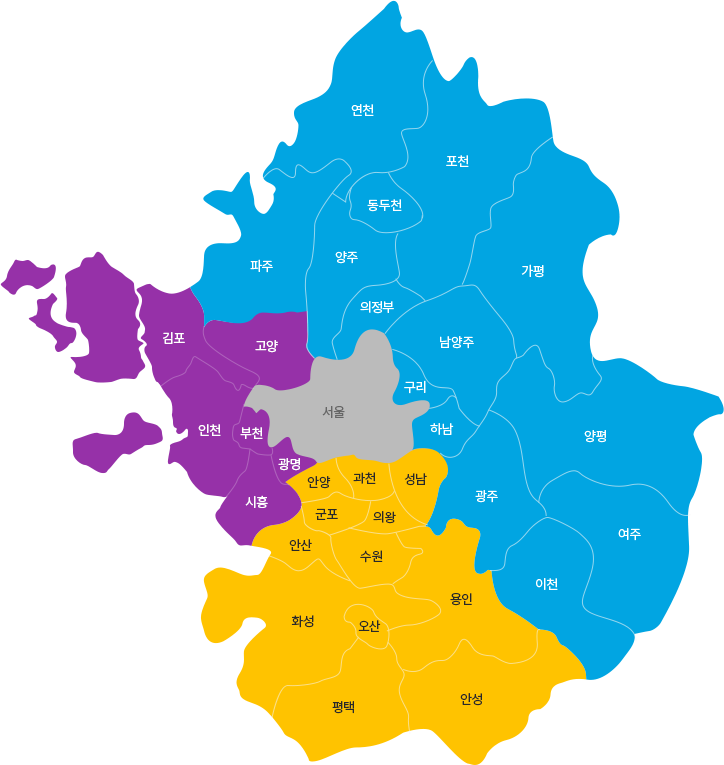 연천
포천
동두천
양주
파주
가평
의정부
김포
고양
남양주
구리
서울
인천
부천
하남
양평
광명
안양
과천
성남
시흥
군포
의왕
광주
안산
수원
여주
이천
용인
화성
오산
평택
안성